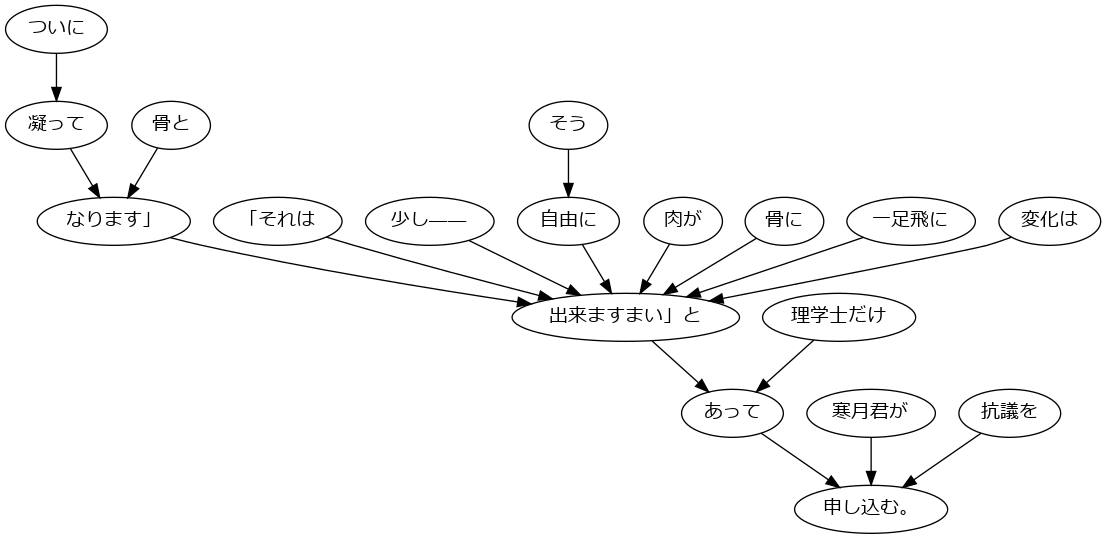 ついに
凝って
骨と
そう
なります」
「それは
少し――
自由に
肉が
骨に
一足飛に
変化は
出来ますまい」と
理学士だけ
あって
寒月君が
抗議を
申し込む。